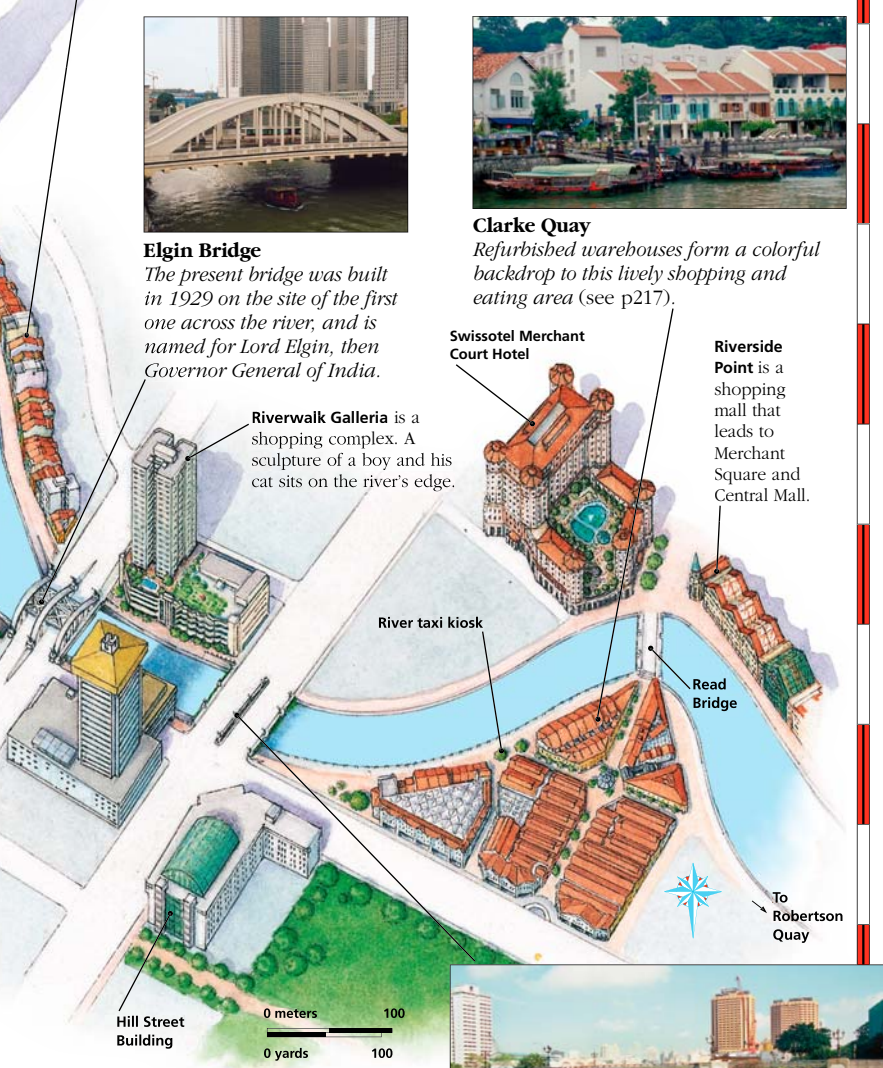 Elgin Bridge
The present bridge was built
in 1929 on the site of the first
one across the river, and is
named for Lord Elgin, then
Governor General of India.
Clarke Quay
Refurbished warehouses form a colorful
backdrop to this lively shopping and
eating area (see p217).
Swissotel Merchant
Court Hotel
Riverside
Point is a
shopping
mall that
leads to
Merchant
Square and
Central Mall.
Riverwalk Galleria is a
shopping complex. A
sculpture of a boy and his
cat sits on the river's edge.
River taxi kiosk
Read
Bridge
To
Robertson
Quay
Hill Street
Building
0 meters 100
0 yards 100